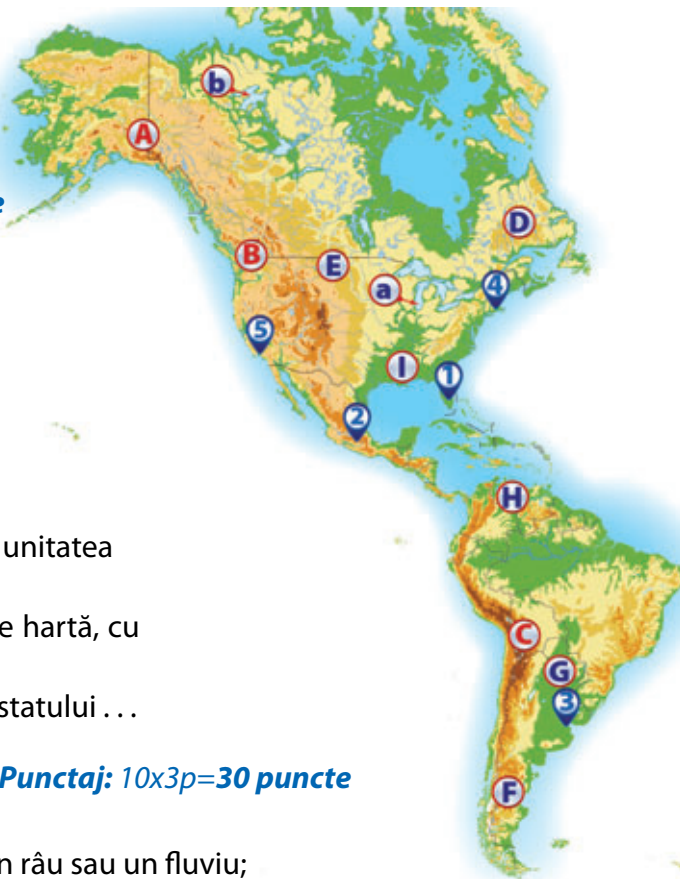 b
A
e
D
B
E
a
4
5
I
1
2
H
unitatea
e hartă, cu
C
G
statului . . .
3
Punctaj: 10x3p=30 puncte
F
n râu sau un fluviu;